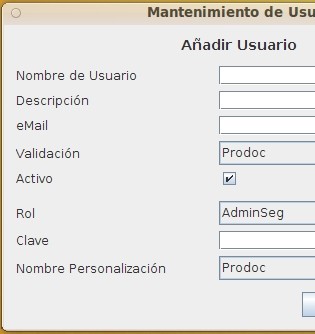 Mantenimiento de Usu
Añadir Usuario
Nombre de Usuario
Descripción
eMail
Validación Prodoc
Activo
Rol AdminSeg
Clave
Nombre Personalización Prodoc